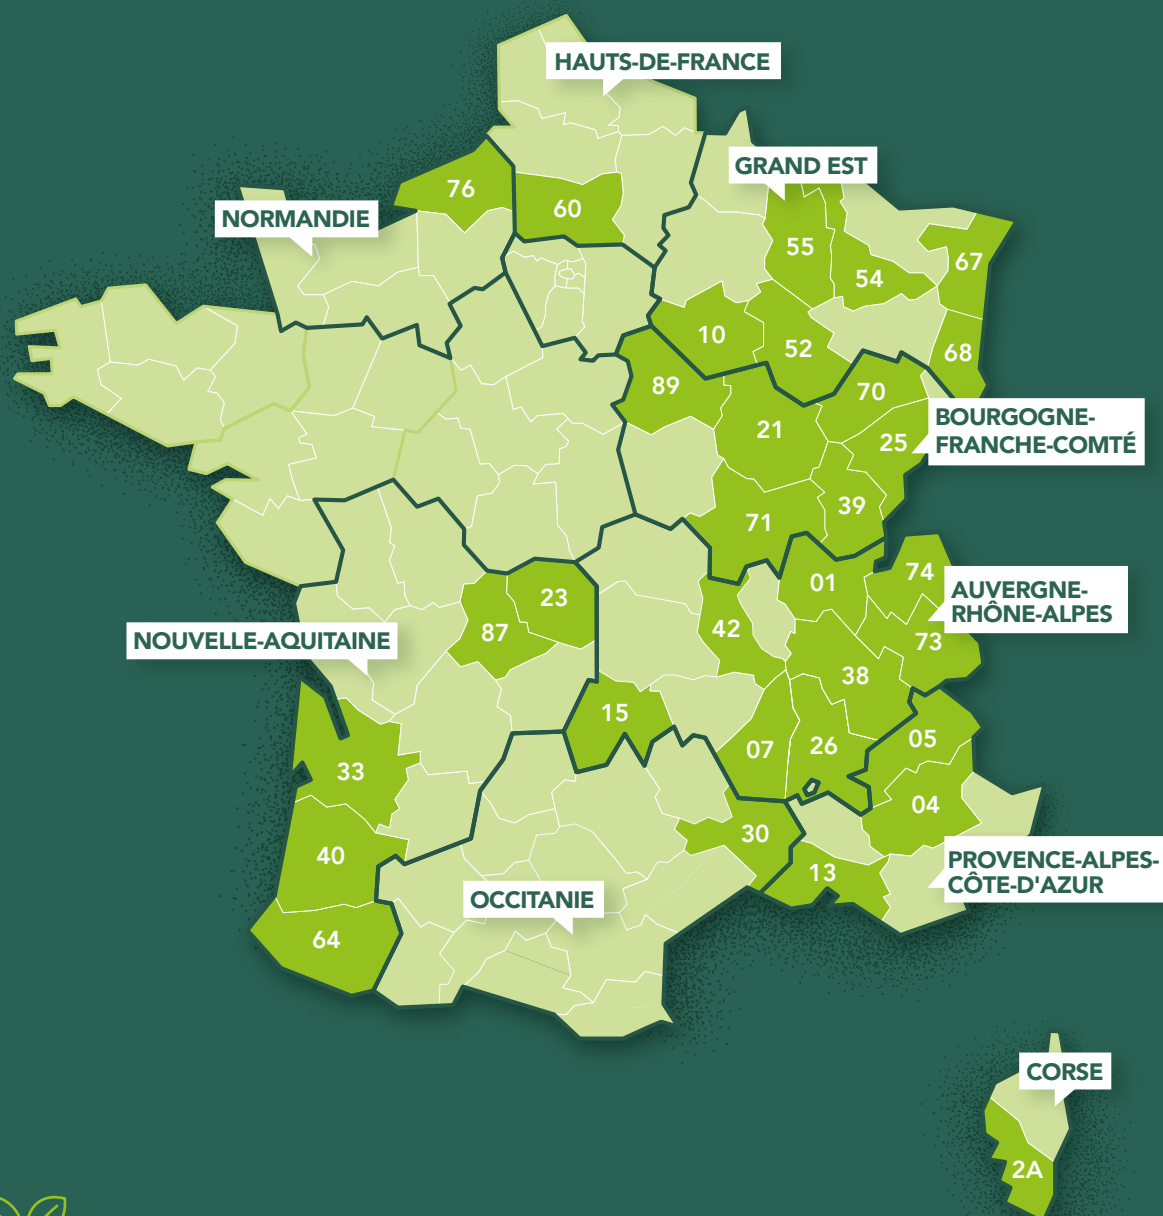 HAUTS-DE-FRANCE
GRAND EST
76
60
NORMANDIE
55
67
54
10
52
68
89
70
BOURGOGNE-
FRANCHE-COMTÉ
21
25
39
71
01
74
AUVERGNE-
RHÔNE-ALPES
23
42
87
NOUVELLE-AQUITAINE
73
38
15
05
07
26
33
04
30
40
PROVENCE-ALPES-
CÔTE-D'AZUR
13
OCCITANIE
64
CORSE
2A